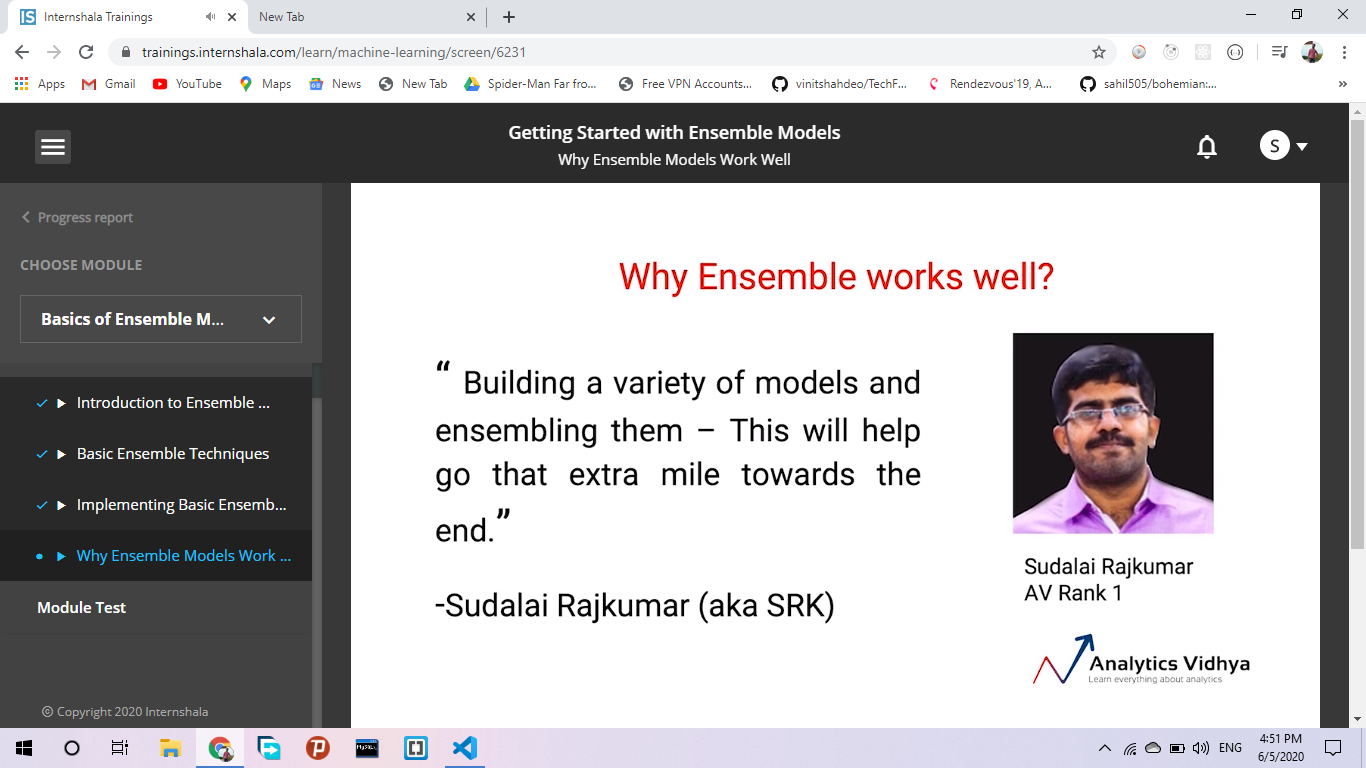 Internshala Trainings
New Tab
trainings.internshala.com/learn/machine-learning/screen/6231
Apps Gmail YouTube Maps News New Tab Spider-Man Far fro... Free VPN Accounts... vinitshahdeo/TechF... Rendezvous'19, A... sahil505/bohemian:... »
Getting Started with Ensemble Models
Why Ensemble Models Work Well
S
Progress report
CHOOSE MODULE
Basics of Ensemble M...
Introduction to Ensemble ...
Basic Ensemble Techniques
Implementing Basic Ensemb...
Why Ensemble Models Work ...
Module Test
© Copyright 2020 Internshala
Why Ensemble works well?
“ Building a variety of models and
ensembling them – This will help
go that extra mile towards the
end.”
-Sudalai Rajkumar (aka SRK)
Sudalai Rajkumar
AV Rank 1
Analytics Vidhya
Learn everything about analytics
MySQL
ENG
4:51 PM
6/5/2020